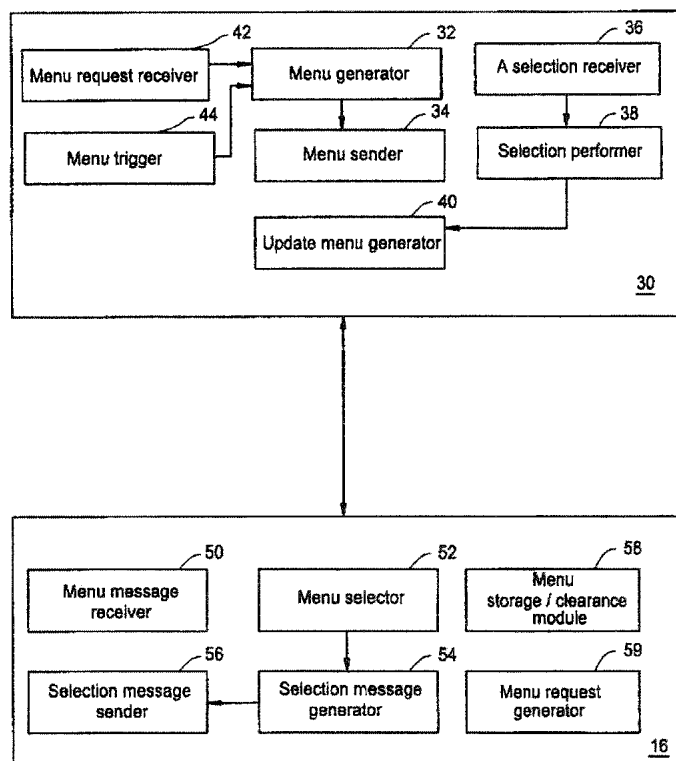 42
Menu request receiver
32
Menu generator
36
A selection receiver
44
Menu trigger
34
Menu sender
38
Selection performer
40
Update menu generator
30
50
Menu message
receiver
52
Menu selector
58
Menu
storage / clearance
module
56
Selection message
sender
54
Selection message
generator
59
Menu request
generator
16